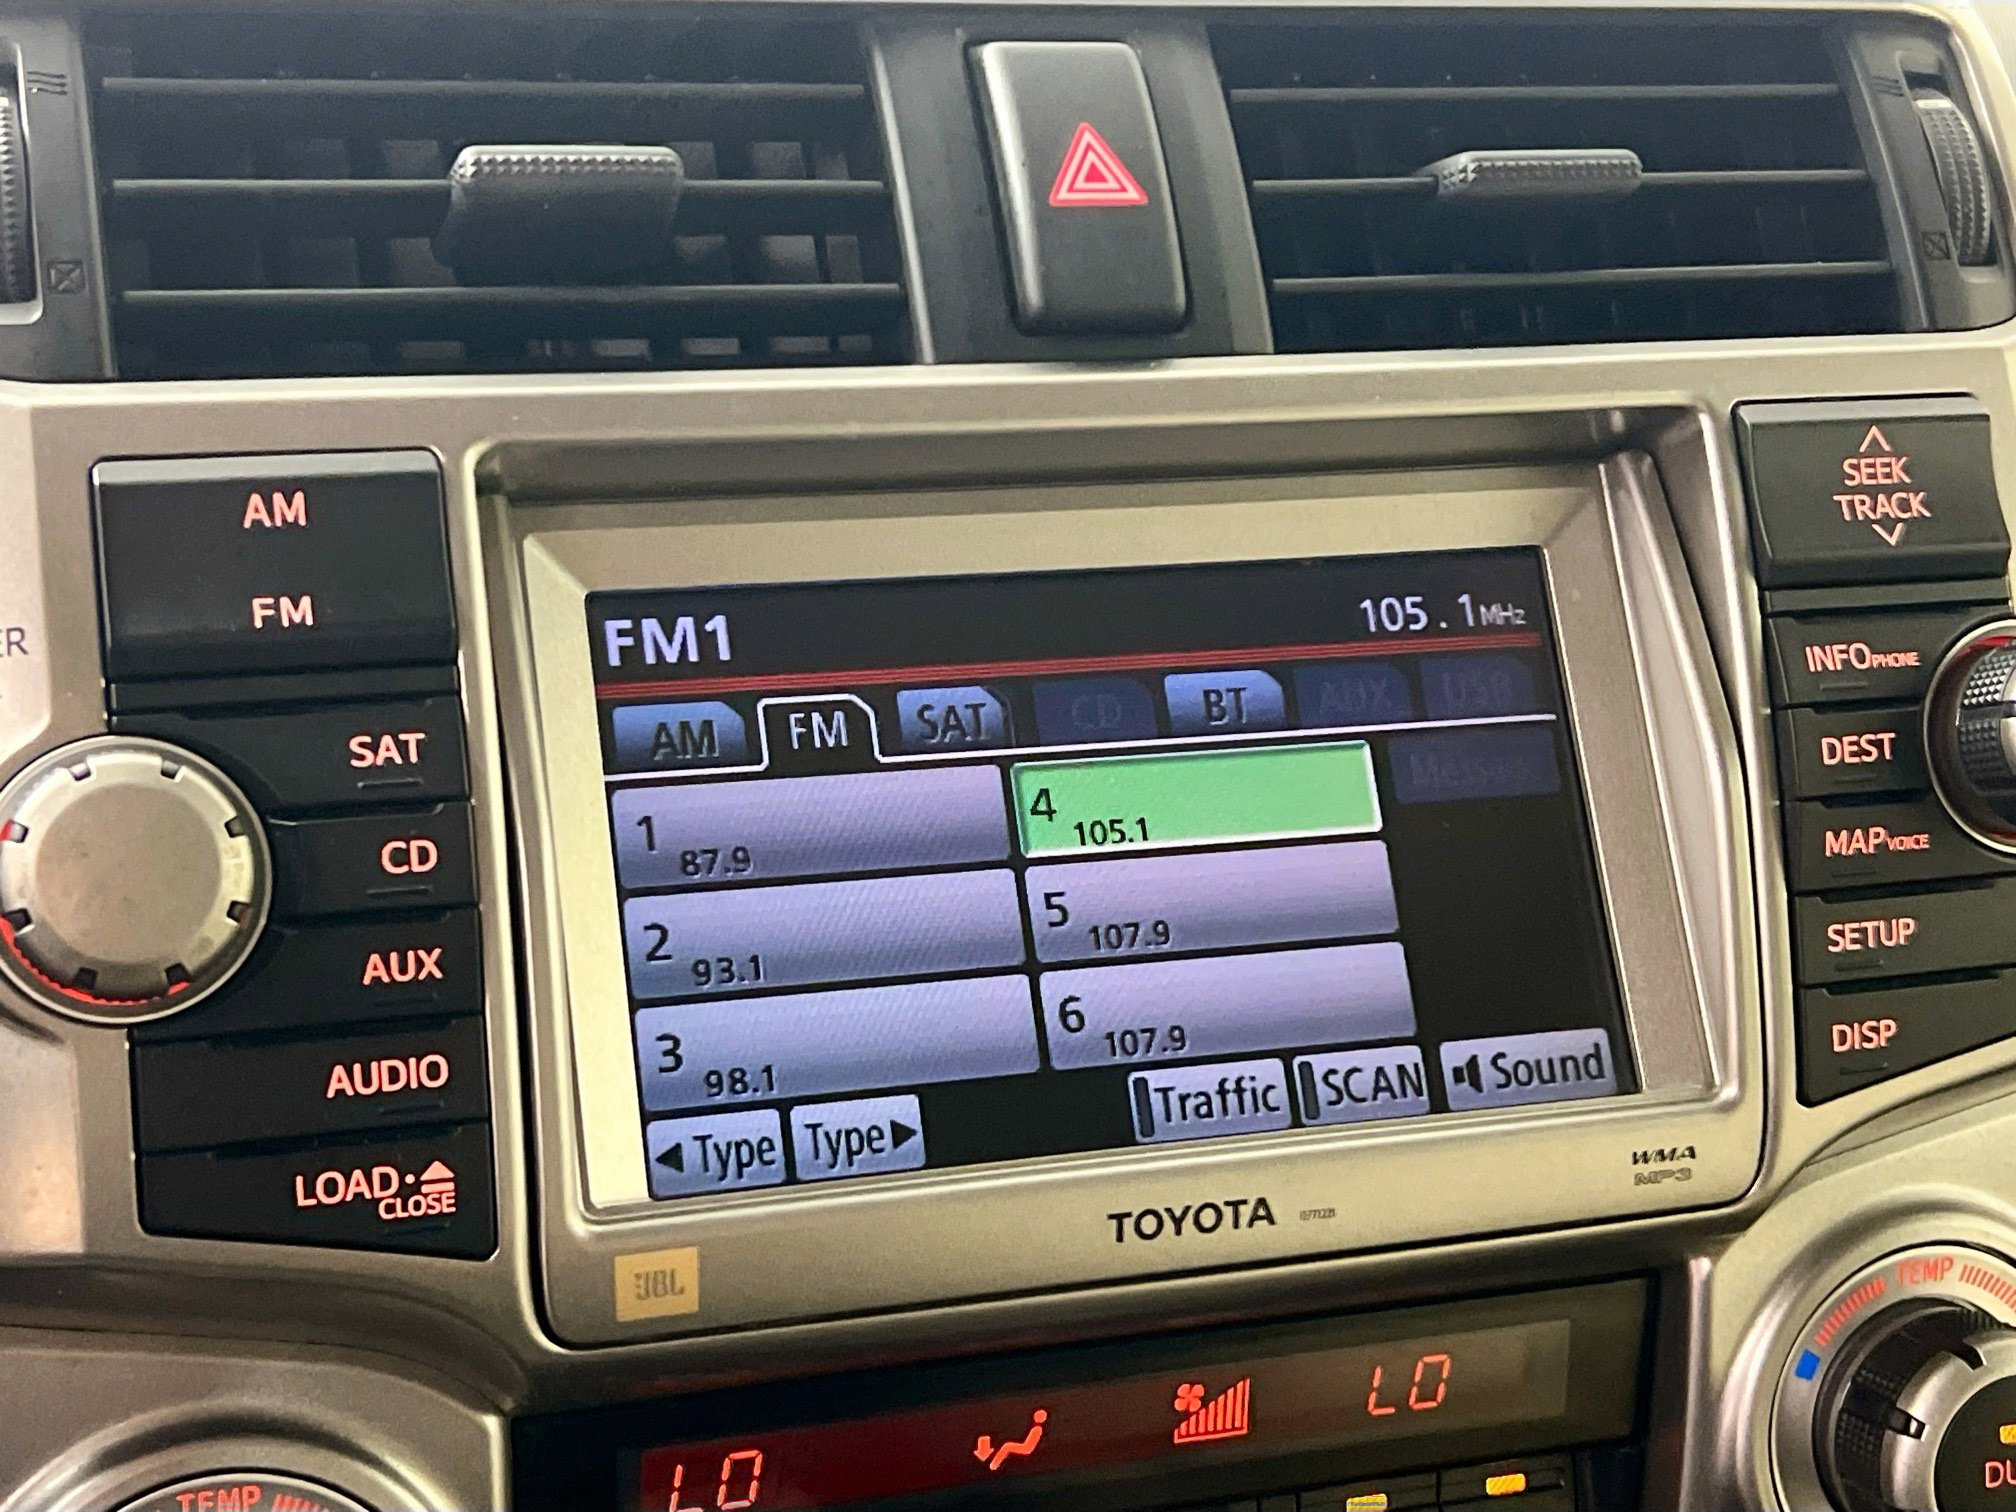 AM
FM
ER
SAT
CD
AUX
AUDIO
LOAD · CLOSE
FM1
105.1MHz
AM FM SAT CD BT AUX USB
1 87.9
2 93.1
3 98.1
4 105.1
5 107.9
6 107.9
◄ Type Type ►
Traffic SCAN Sound
TOYOTA
WMA
MP3
JBL
SEEK
TRACK
INFO PHONE
DEST
MAP VOICE
SETUP
DISP
LO
LO
TEMP
TEMP
DU